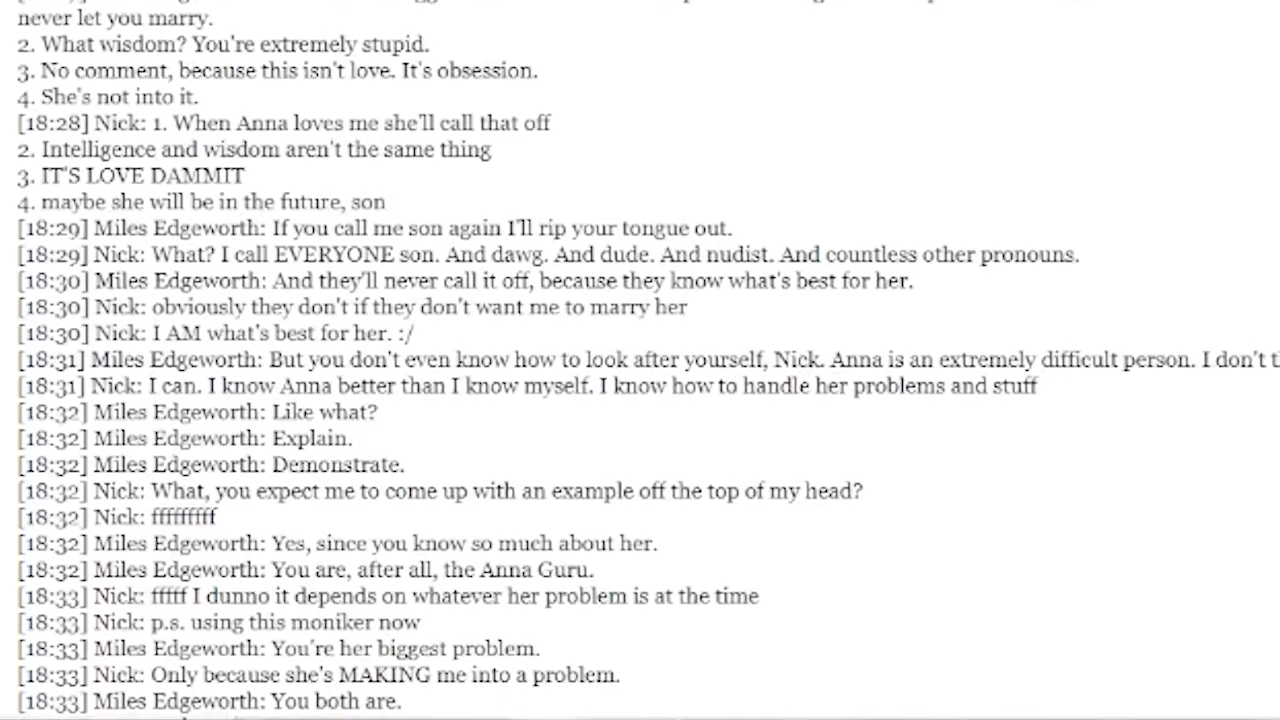 never let you marry.
2. What wisdom? You're extremely stupid.
3. No comment, because this isn't love. It's obsession.
4. She's not into it.
[18:28] Nick: 1. When Anna loves me she'll call that off
2. Intelligence and wisdom aren't the same thing
3. IT'S LOVE DAMMIT
4. maybe she will be in the future, son
[18:29] Miles Edgeworth: If you call me son again I'll rip your tongue out.
[18:29] Nick: What? I call EVERYONE son. And dawg. And dude. And nudist. And countless other pronouns.
[18:30] Miles Edgeworth: And they'll never call it off, because they know what's best for her.
[18:30] Nick: obviously they don't if they don't want me to marry her
[18:30] Nick: I AM what's best for her. :/
[18:31] Miles Edgeworth: But you don't even know how to look after yourself, Nick. Anna is an extremely difficult person. I don't
[18:31] Nick: I can. I know Anna better than I know myself. I know how to handle her problems and stuff
[18:32] Miles Edgeworth: Like what?
[18:32] Miles Edgeworth: Explain.
[18:32] Miles Edgeworth: Demonstrate.
[18:32] Nick: What, you expect me to come up with an example off the top of my head?
[18:32] Nick: fffffffff
[18:32] Miles Edgeworth: Yes, since you know so much about her.
[18:32] Miles Edgeworth: You are, after all, the Anna Guru.
[18:33] Nick: fffff I dunno it depends on whatever her problem is at the time
[18:33] Nick: p.s. using this moniker now
[18:33] Miles Edgeworth: You're her biggest problem.
[18:33] Nick: Only because she's MAKING me into a problem.
[18:33] Miles Edgeworth: You both are.